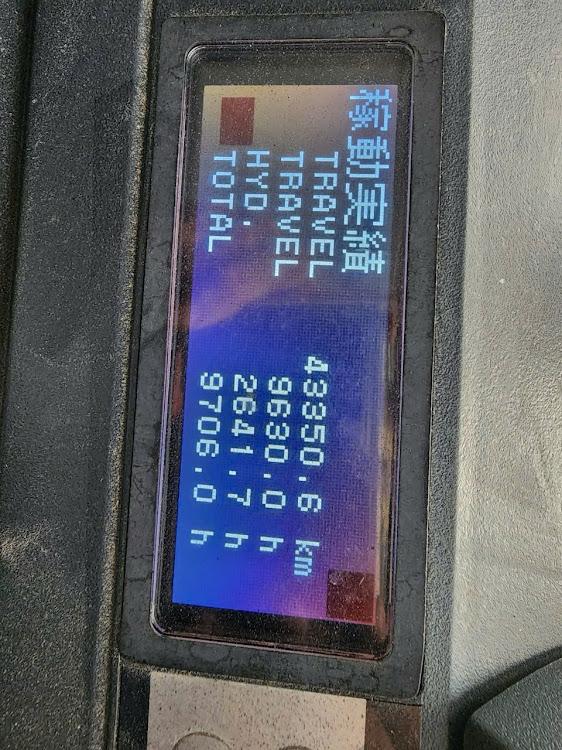 稼動実績
TRAVEL 43350.6 km
TRAVEL 9630.0 h
HYD. 2641.7 h
TOTAL 9706.0 h